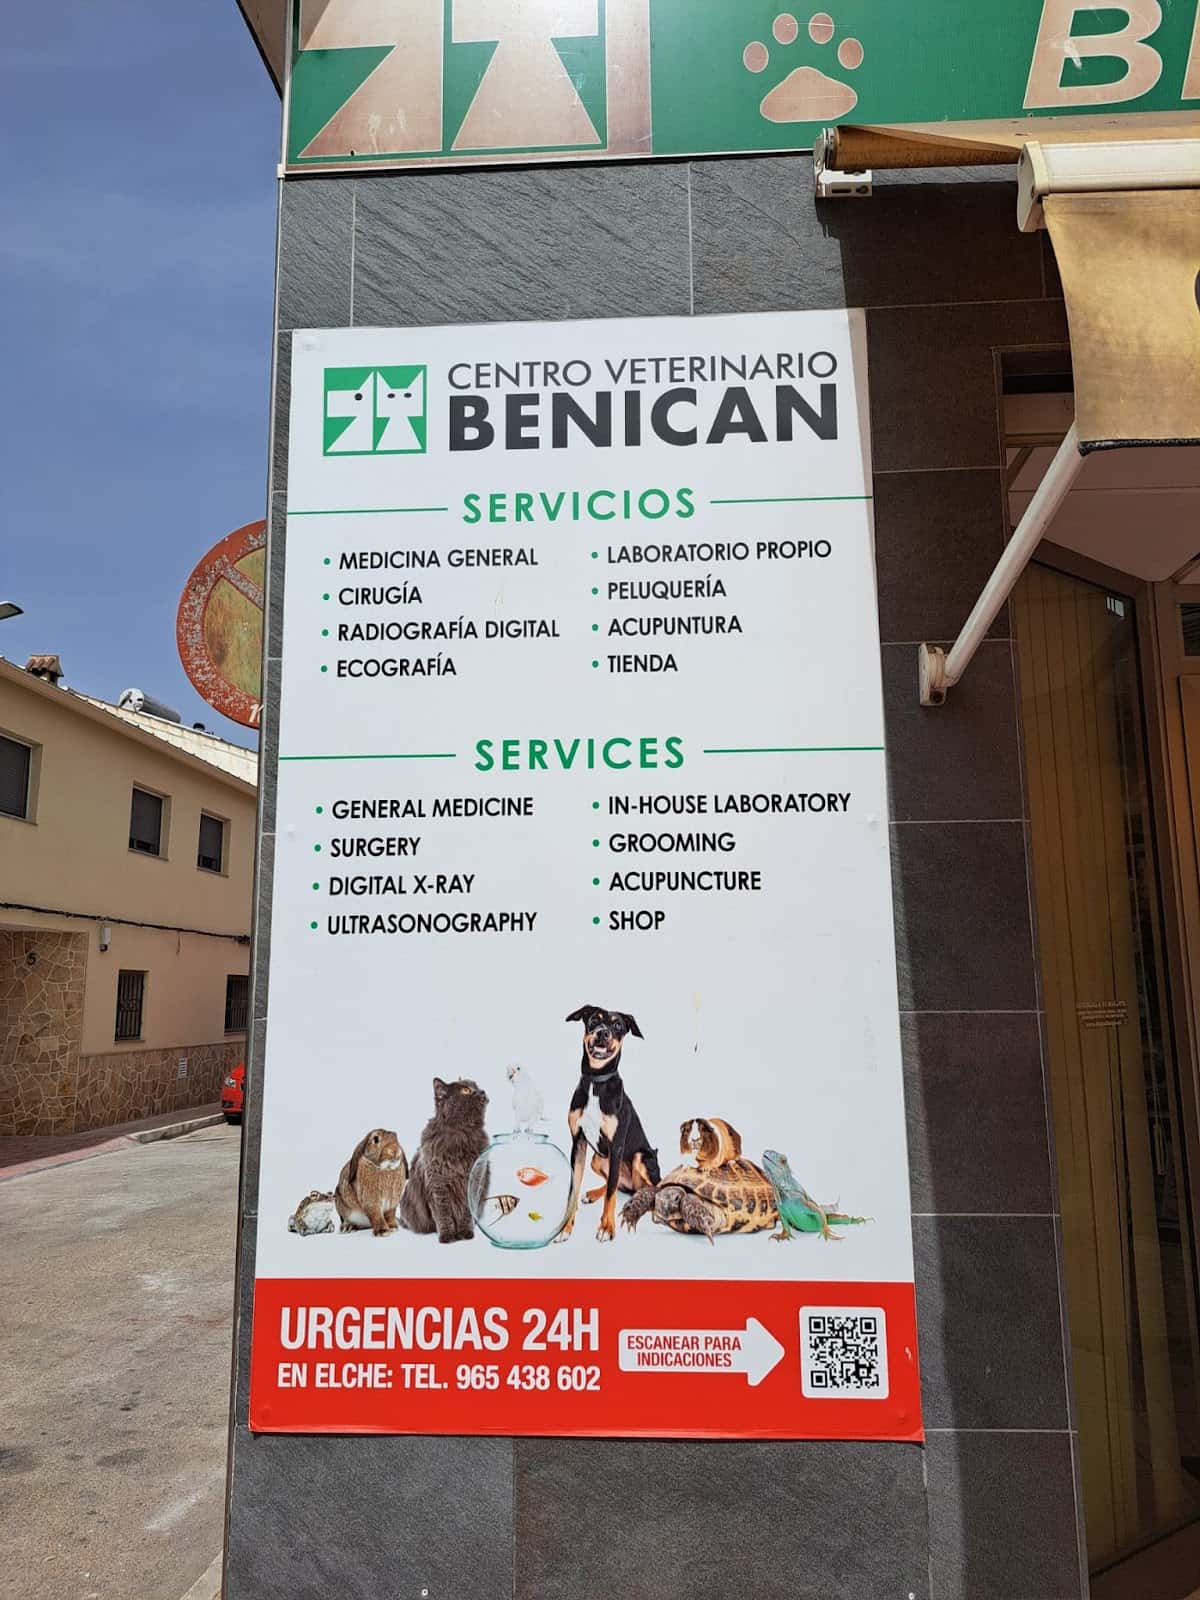 B
CENTRO VETERINARIO
BENICAN
SERVICIOS
• MEDICINA GENERAL
• CIRUGÍA
• RADIOGRAFÍA DIGITAL
• ECOGRAFÍA
• LABORATORIO PROPIO
• PELUQUERÍA
• ACUPUNTURA
• TIENDA
SERVICES
• GENERAL MEDICINE
• SURGERY
• DIGITAL X-RAY
• ULTRASONOGRAPHY
• IN-HOUSE LABORATORY
• GROOMING
• ACUPUNCTURE
• SHOP
URGENCIAS 24H
EN ELCHE: TEL. 965 438 602
ESCANEAR PARA
INDICACIONES
5